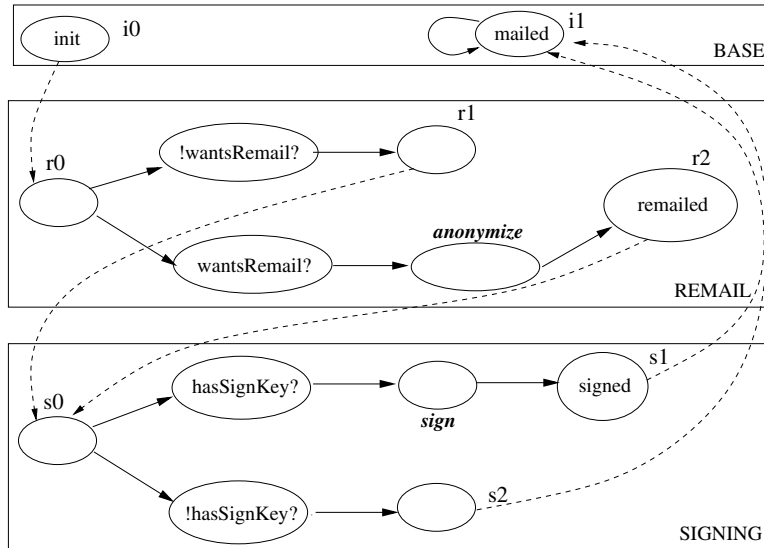 init
i0
mailed
i1
BASE
r0
!wantsRemail?
r1
r2
wantsRemail?
anonymize
remailed
REMAIL
s0
hasSignKey?
sign
signed
s1
!hasSignKey?
s2
SIGNING